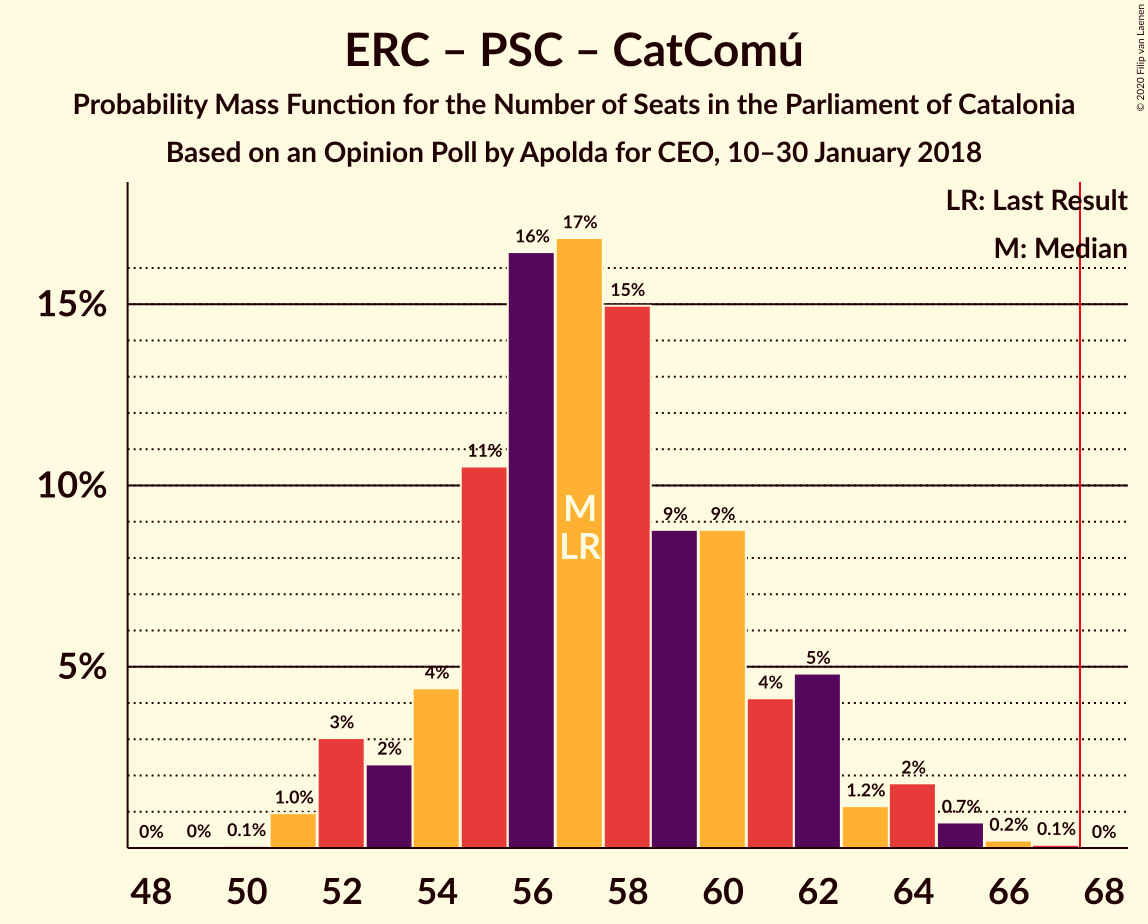 ERC – PSC – CatComú
Probability Mass Function for the Number of Seats in the Parliament of Catalonia
Based on an Opinion Poll by Apolda for CEO, 10–30 January 2018
© 2020 Filip van Laenen
LR: Last Result
M: Median
15%
10%
5%
0%
0%
0.1%
1.0%
3%
2%
4%
11%
16%
17%
15%
9%
9%
4%
5%
1.2%
2%
0.7%
0.2%
0.1%
0%
M
LR
48 50 52 54 56 58 60 62 64 66 68